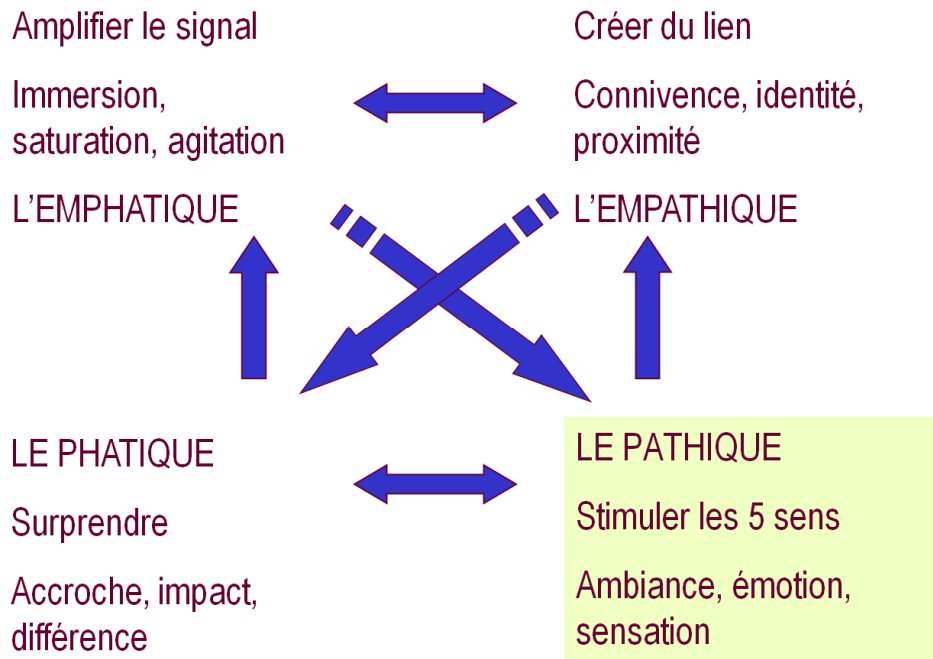 Amplifier le signal
Immersion,
saturation, agitation
L’EMPHATIQUE
Créer du lien
Connivence, identité,
proximité
L’EMPATHIQUE
LE PHATIQUE
Surprendre
Accroche, impact,
différence
LE PATHIQUE
Stimuler les 5 sens
Ambiance, émotion,
sensation